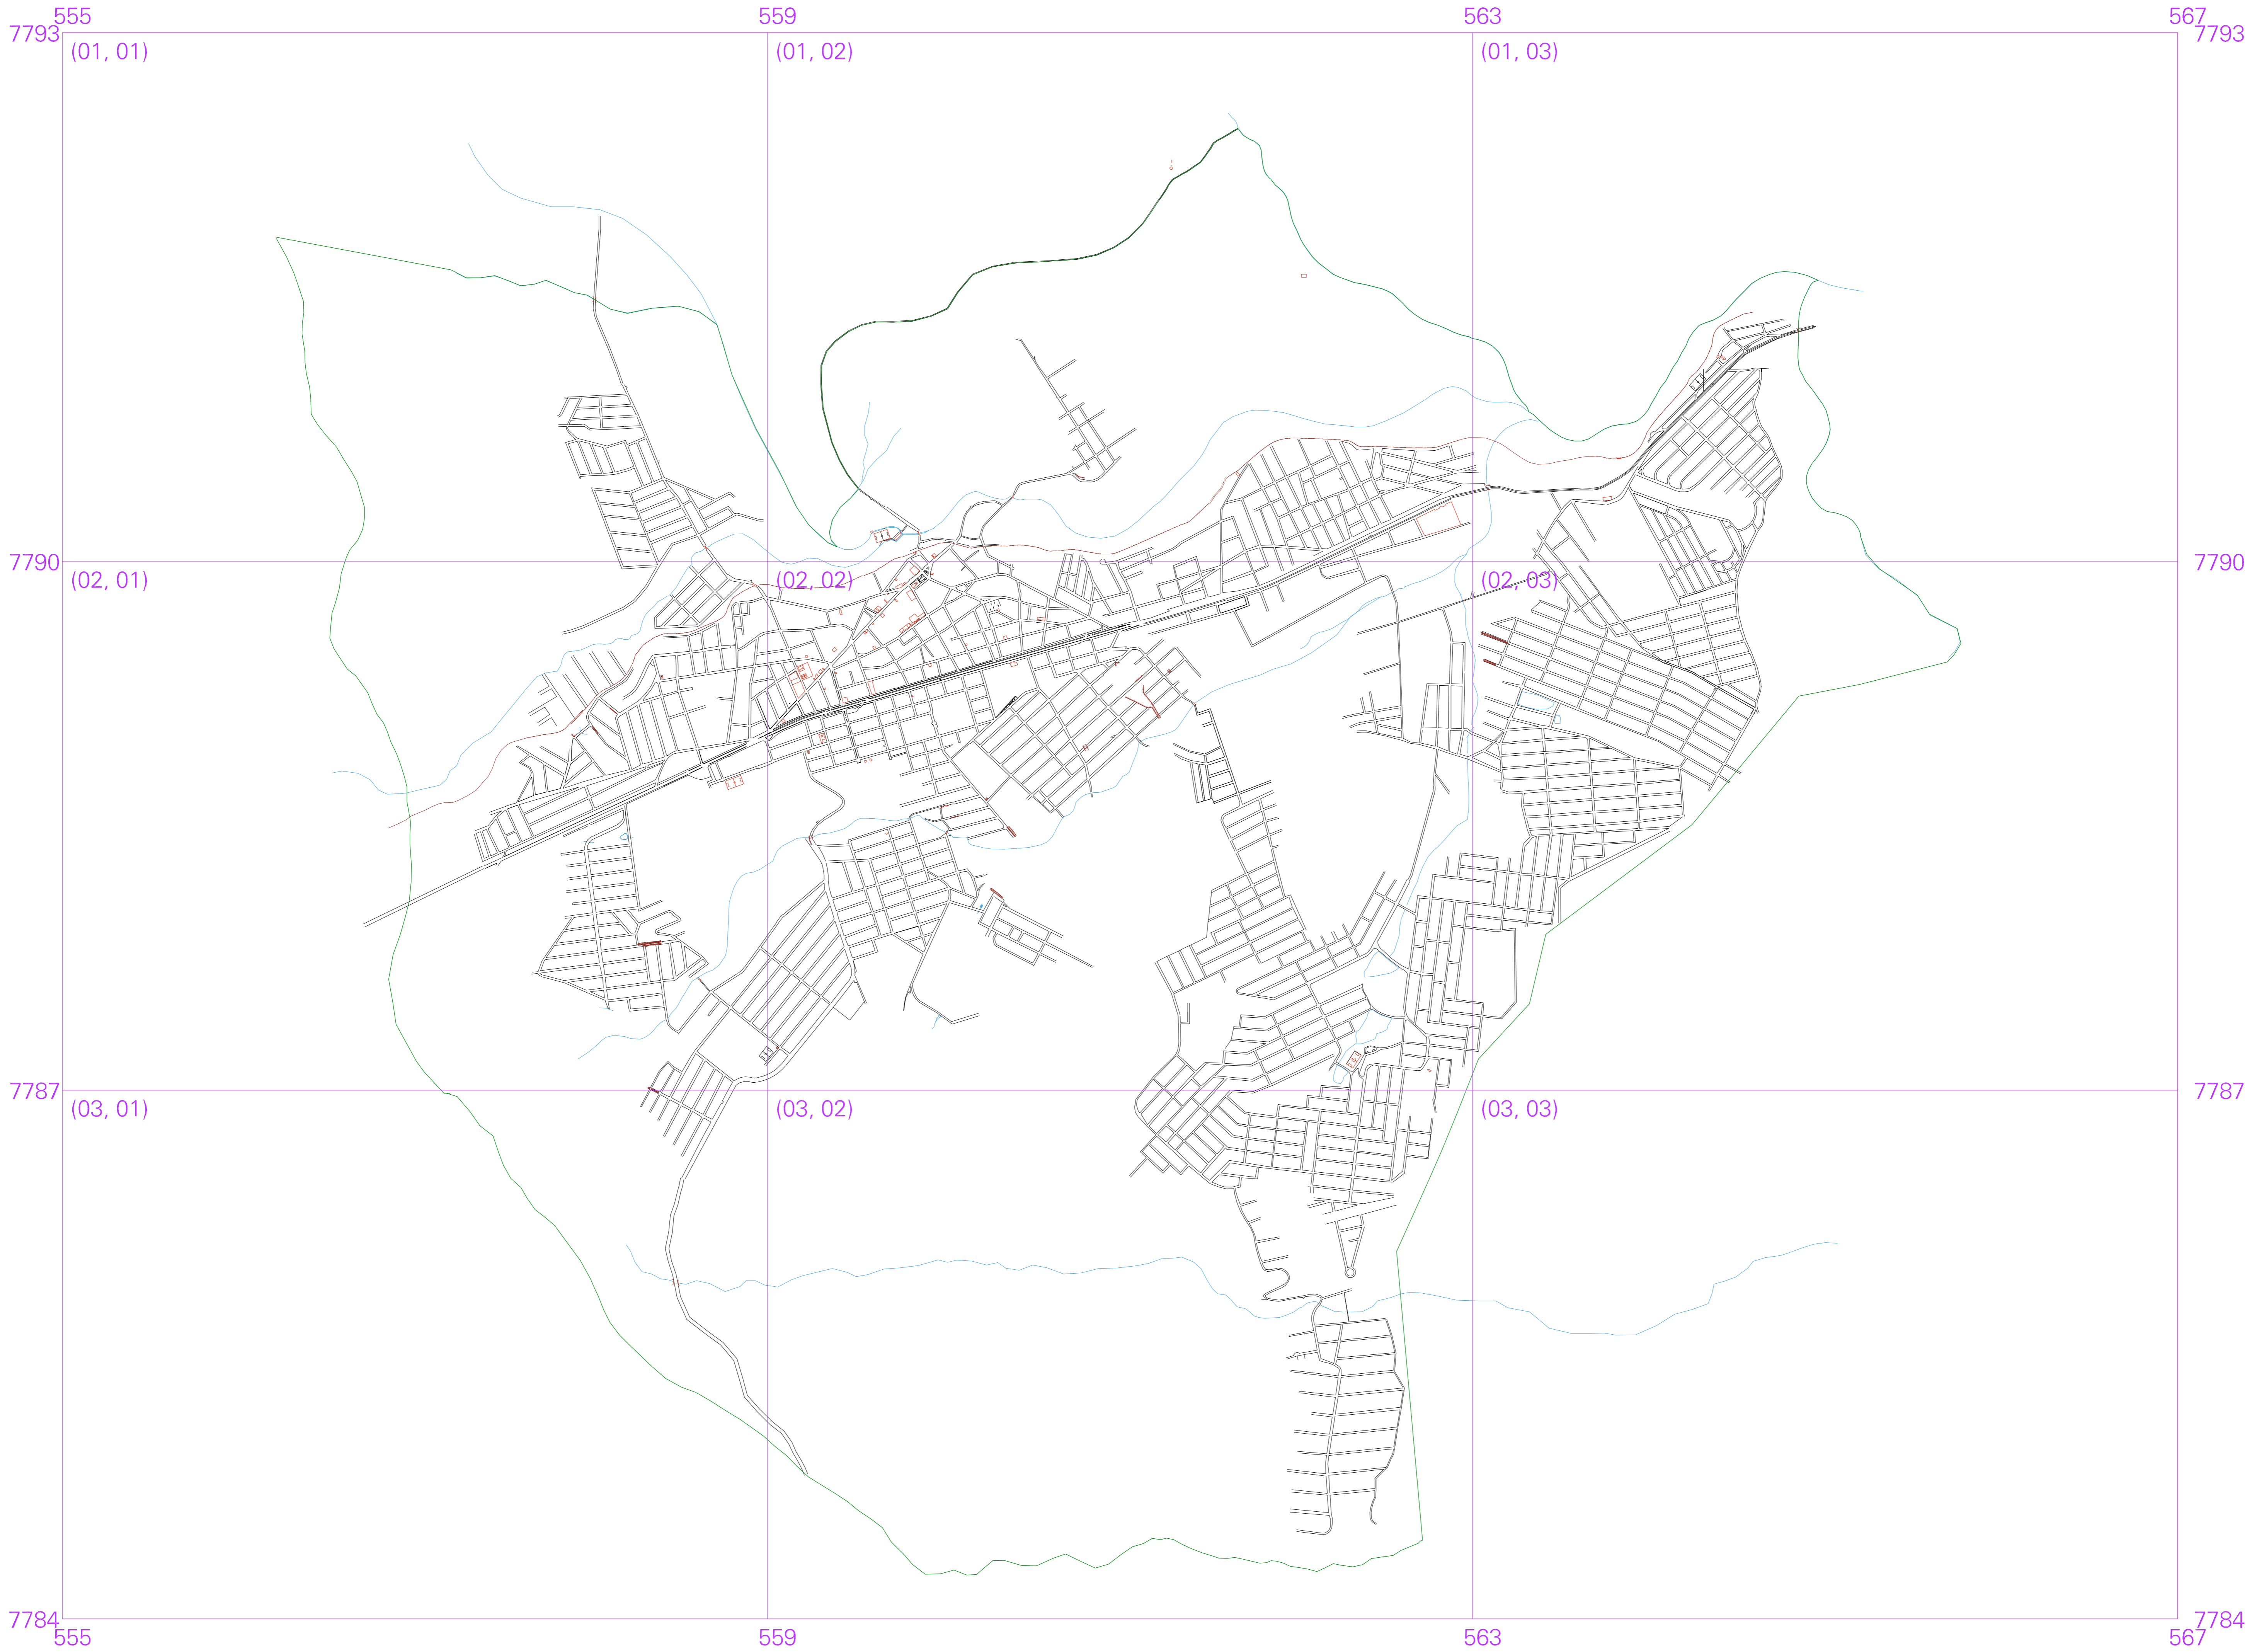 555 559 563 567
7793 7793
(01, 01) (01, 02) (01, 03)
7790 7790
(02, 01) (02, 02) (02, 03)
7787 7787
(03, 01) (03, 02) (03, 03)
7784 7784
555 559 563 567